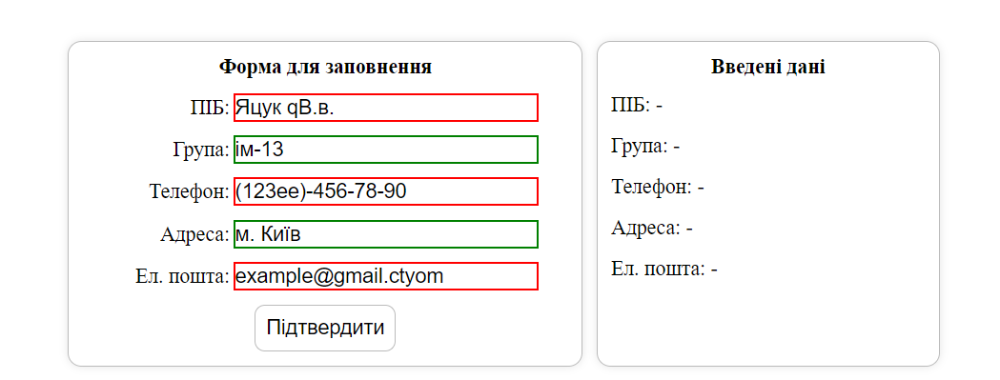 Форма для заповнення
ПІБ: Яцук qВ.в.
Група: ім-13
Телефон: (123ее)-456-78-90
Адреса: м. Київ
Ел. пошта: example@gmail.ctyom
Підтвердити
Введені дані
ПІБ: -
Група: -
Телефон: -
Адреса: -
Ел. пошта: -